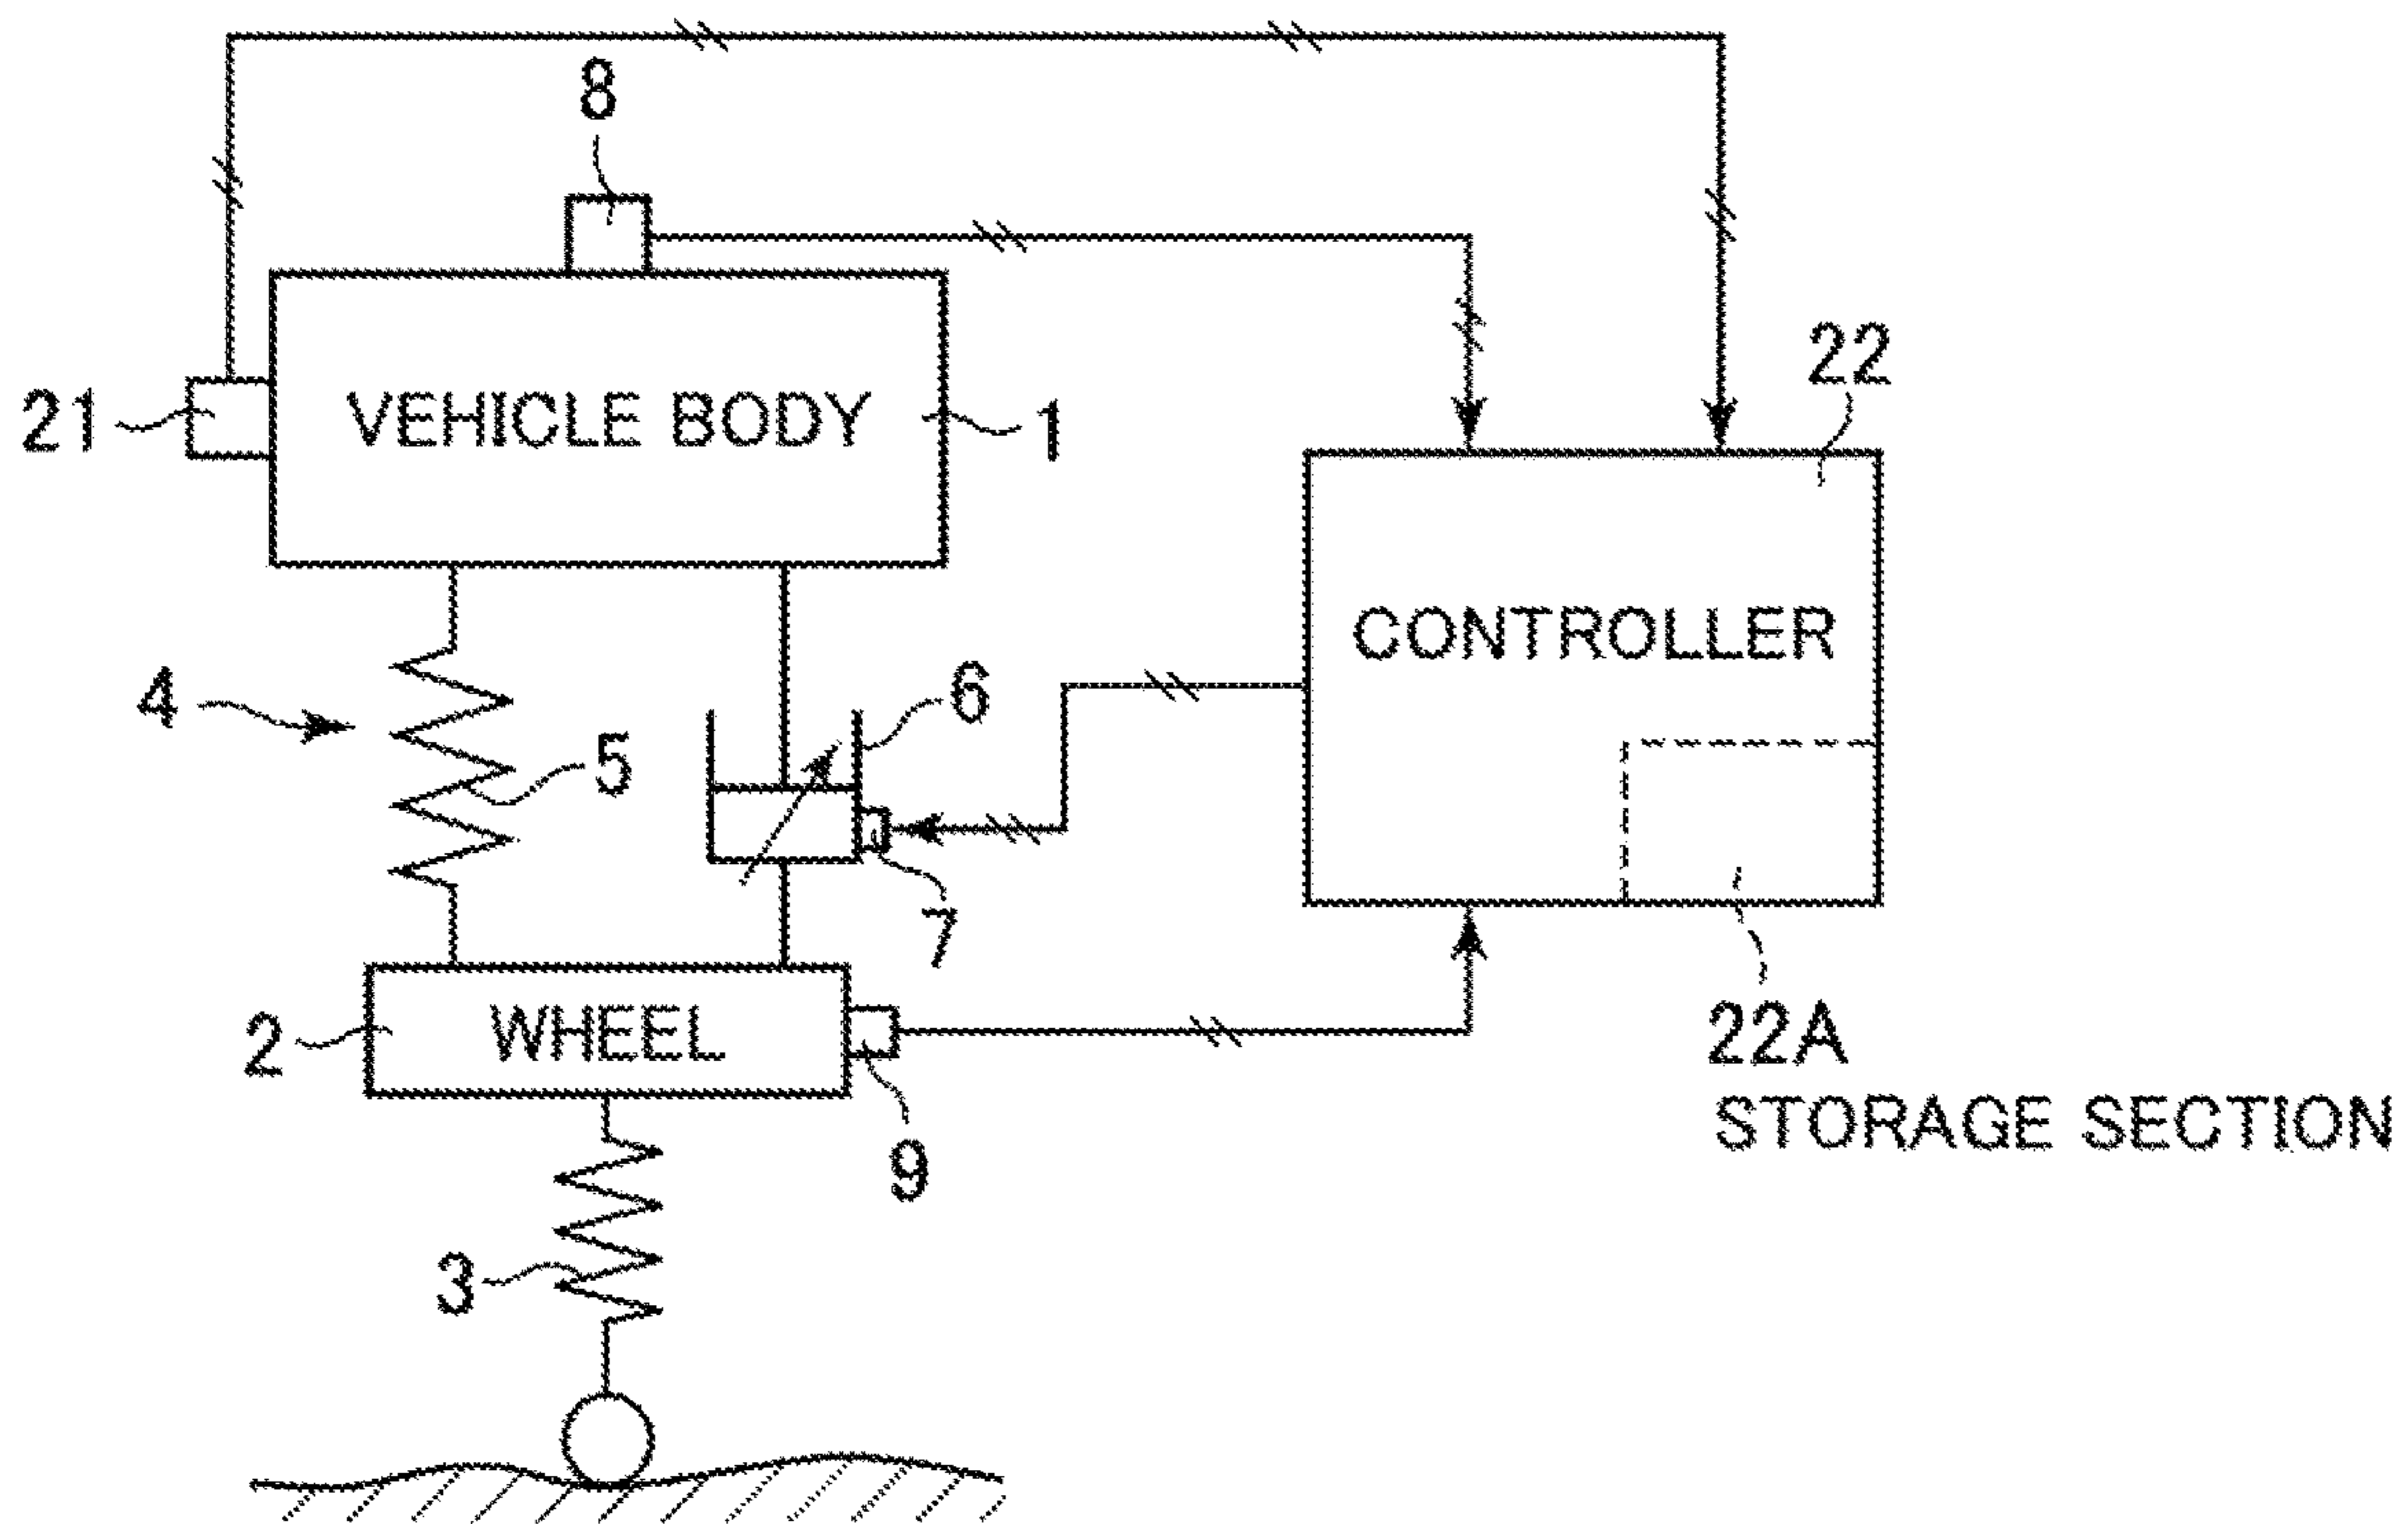 8
22
21
VEHICLE BODY
1
CONTROLLER
4
6
5
7
2
WHEEL
22A
STORAGE SECTION
9
3